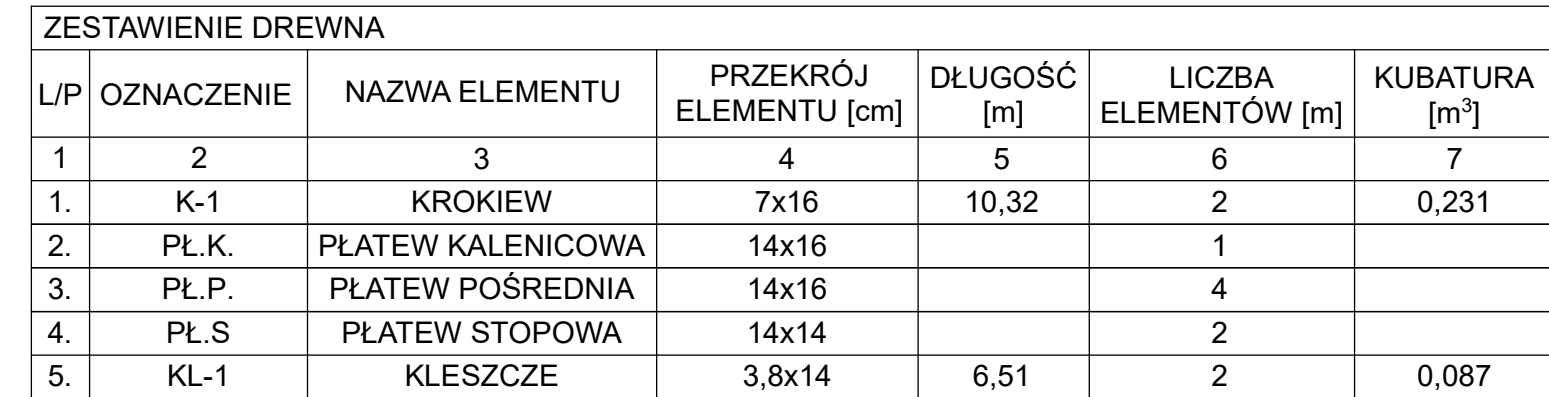 ZESTAWIENIE DREWNA
L/P OZNACZENIE NAZWA ELEMENTU PRZEKRÓJ ELEMENTU [cm] DŁUGOŚĆ [m] LICZBA ELEMENTÓW [m] KUBATURA [m³]
1 2 3 4 5 6 7
1. K-1 KROKIEW 7x16 10,32 2 0,231
2. PŁ.K. PŁATEW KALENICOWA 14x16 1
3. PŁ.P. PŁATEW POŚREDNIA 14x16 4
4. PŁ.S PŁATEW STOPOWA 14x14 2
5. KL-1 KLESZCZE 3,8x14 6,51 2 0,087